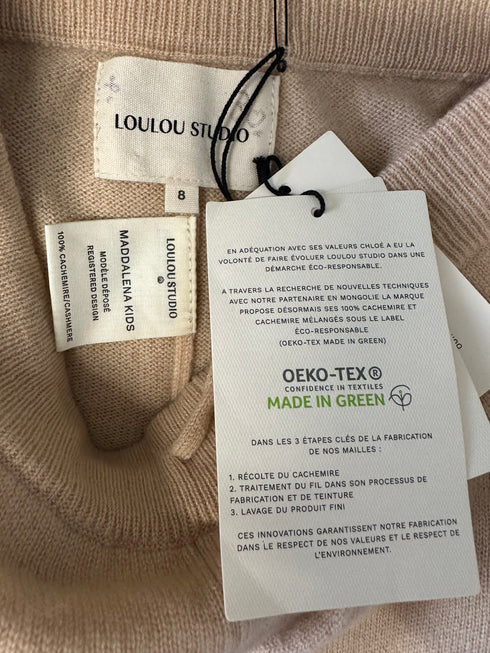 LOULOU STUDIO
8
LOULOU STUDIO
®
MADDALENA KIDS
MODÈLE DÉPOSÉ
REGISTERED DESIGN
100% CACHEMIRE/CASHMERE
EN ADÉQUATION AVEC SES VALEURS CHLOÉ A EU LA
VOLONTÉ DE FAIRE ÉVOLUER LOULOU STUDIO DANS UNE
DÉMARCHE ÉCO-RESPONSABLE.
A TRAVERS LA RECHERCHE DE NOUVELLES TECHNIQUES
AVEC NOTRE PARTENAIRE EN MONGOLIE LA MARQUE
PROPOSE DÉSORMAIS SES 100% CACHEMIRE ET
CACHEMIRE MÉLANGÉS SOUS LE LABEL
ÉCO-RESPONSABLE
(OEKO-TEX MADE IN GREEN)
OEKO-TEX®
CONFIDENCE IN TEXTILES
MADE IN GREEN
DANS LES 3 ÉTAPES CLÉS DE LA FABRICATION
DE NOS MAILLES :
1. RÉCOLTE DU CACHEMIRE
2. TRAITEMENT DU FIL DANS SON PROCESSUS DE
FABRICATION ET DE TEINTURE
3. LAVAGE DU PRODUIT FINI
CES INNOVATIONS GARANTISSENT NOTRE FABRICATION
DANS LE RESPECT DE NOS VALEURS ET LE RESPECT DE
L'ENVIRONNEMENT.